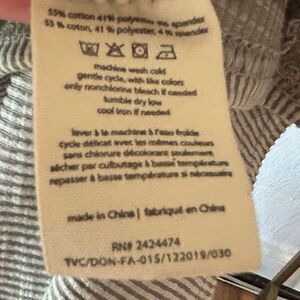 55% cotton 41% polyester 4% spandex
55 % coton, 41 % polyester, 4 % spandex
machine wash cold
gentle cycle, with like colors
only nonchlorine bleach if needed
tumble dry low
cool iron if needed
laver à la machine à l'eau froide
cycle délicat avec les mêmes couleurs
sans chlorure décolorant seulement
sécher par culbutage à basse température
repasser à basse température si nécessaire
made in China | fabriqué en China
RN# 2424474
TVC/DGN-FA-015/122019/030